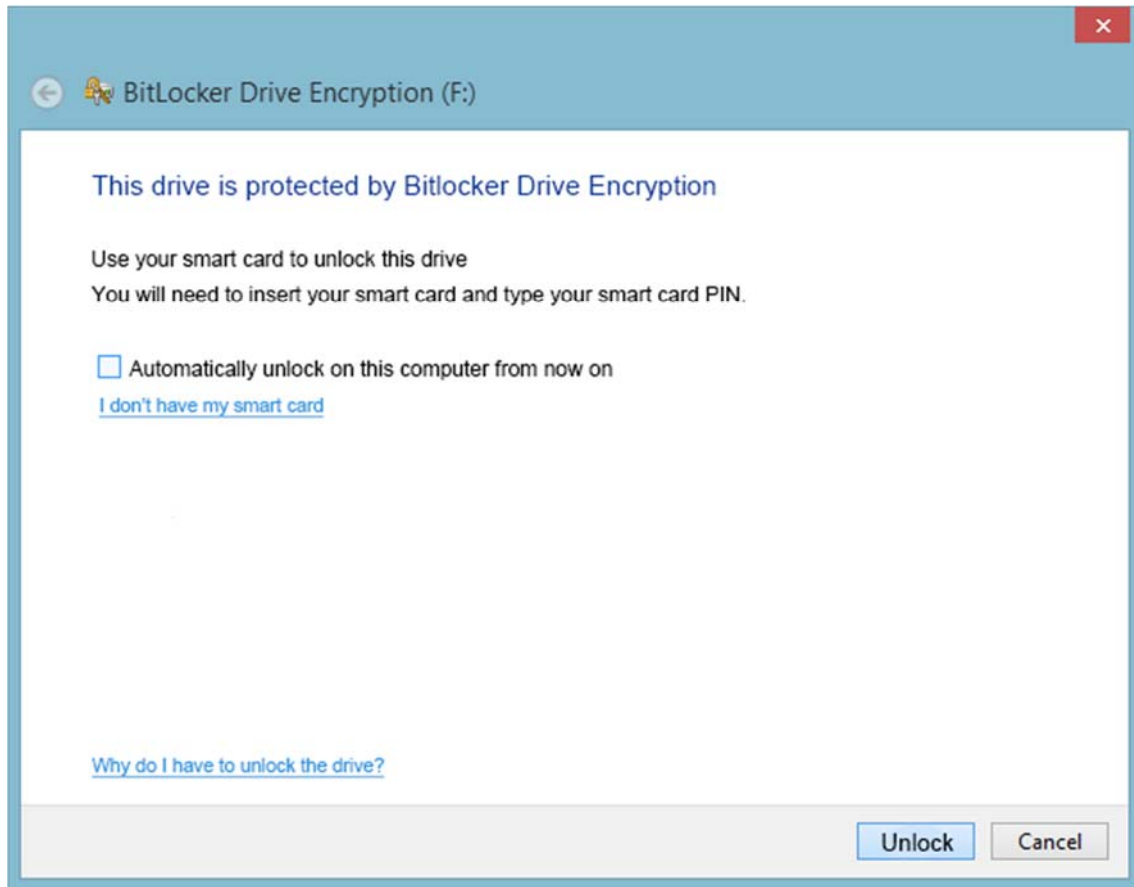 BitLocker Drive Encryption (F:)
This drive is protected by Bitlocker Drive Encryption
Use your smart card to unlock this drive
You will need to insert your smart card and type your smart card PIN.
Automatically unlock on this computer from now on
I don't have my smart card
Why do I have to unlock the drive?
Unlock Cancel